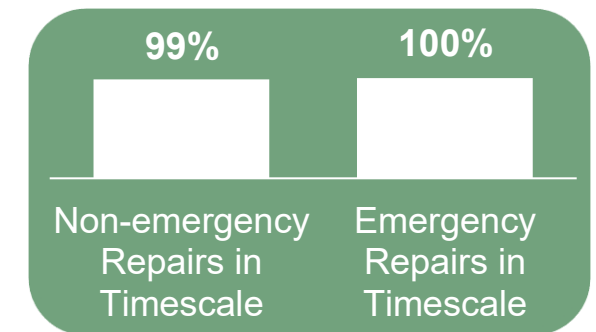 99%
100%
Non-emergency
Repairs in
Timescale
Emergency
Repairs in
Timescale